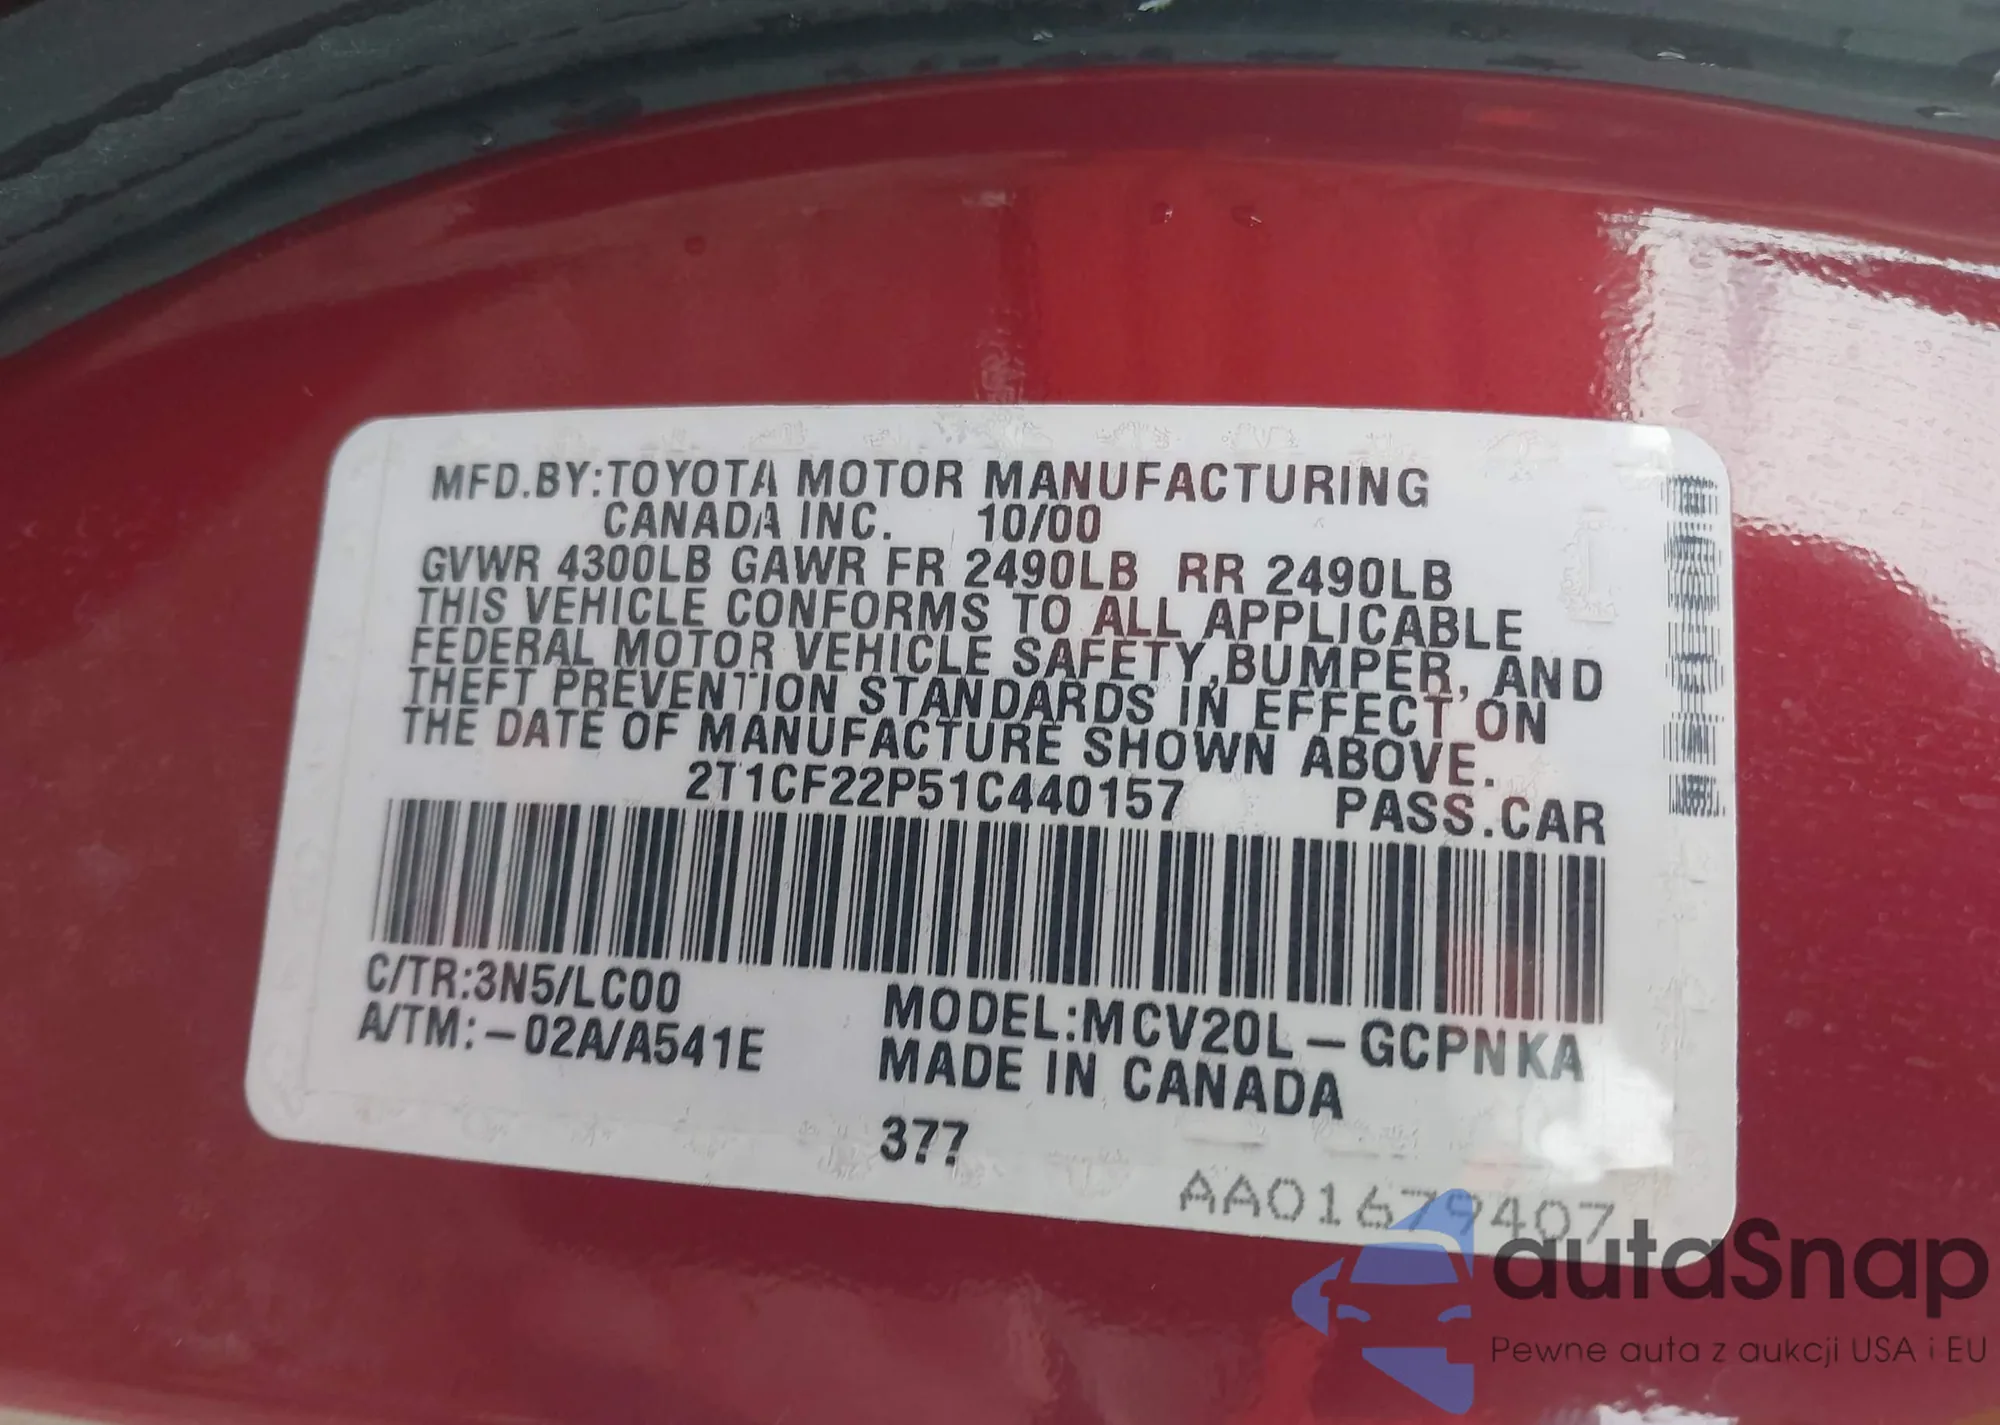 MFD.BY:TOYOTA MOTOR MANUFACTURING
CANADA INC. 10/00
GVWR 4300LB GAWR FR 2490LB RR 2490LB
THIS VEHICLE CONFORMS TO ALL APPLICABLE
FEDERAL MOTOR VEHICLE SAFETY,BUMPER, AND
THEFT PREVENTION STANDARDS IN EFFECT ON
THE DATE OF MANUFACTURE SHOWN ABOVE.
2T1CF22P51C440157 PASS.CAR
C/TR:3N5/LC00
A/TM:-02A/A541E
MODEL:MCV20L-GCPNKA
MADE IN CANADA
377
AA01679407
autaSnap
Pewne auta z aukcji USA i EU